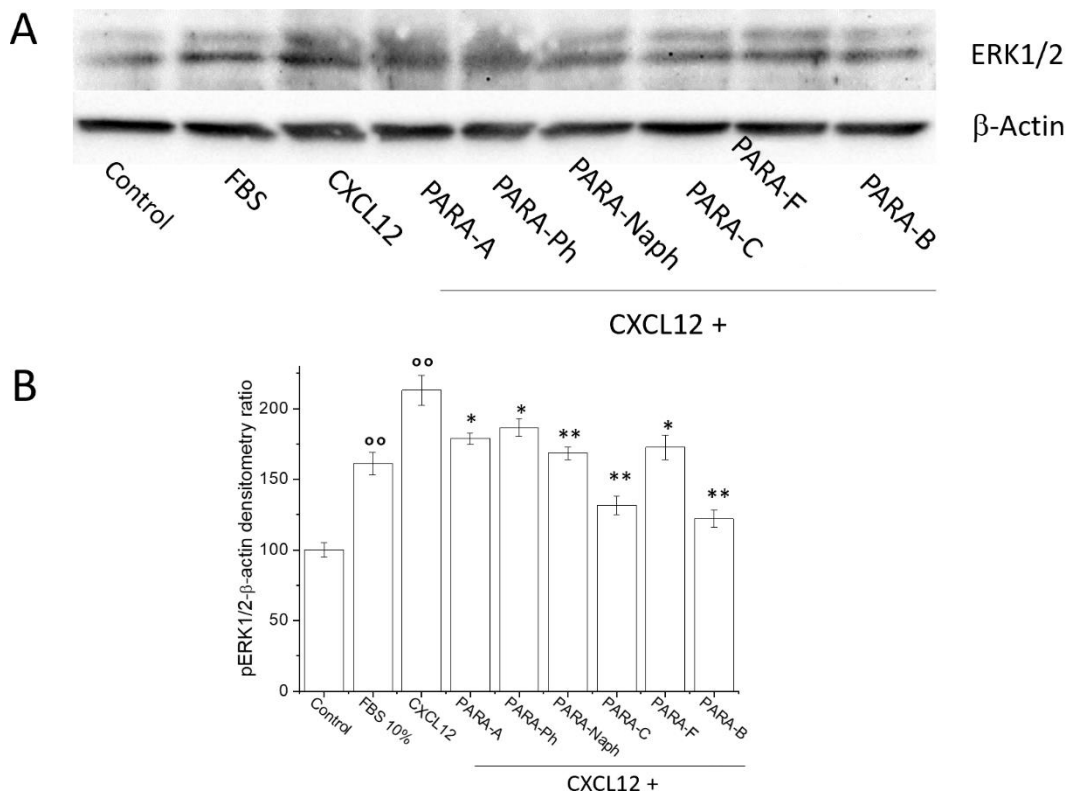 A
ERK1/2
β-Actin
Control
FBS
CXCL12
PARA-A
PARA-Ph
PARA-Naph
PARA-C
PARA-F
PARA-B
CXCL12 +
B
pERK1/2-β-actin densitometry ratio
200
150
100
50
0
oo
oo
*
*
**
**
*
**
Control
FBS 10%
CXCL12
PARA-A
PARA-Ph
PARA-Naph
PARA-C
PARA-F
PARA-B
CXCL12 +